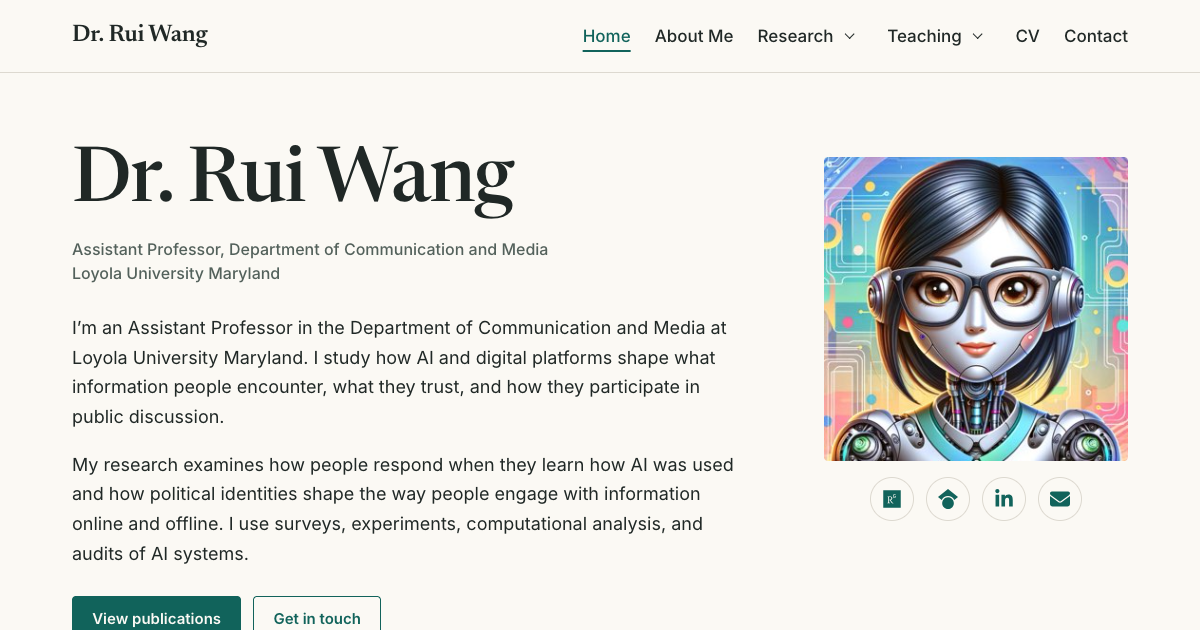 Dr. Rui Wang
Home About Me Research Teaching CV Contact
Dr. Rui Wang
Assistant Professor, Department of Communication and Media
Loyola University Maryland
I’m an Assistant Professor in the Department of Communication and Media at
Loyola University Maryland. I study how AI and digital platforms shape what
information people encounter, what they trust, and how they participate in
public discussion.
My research examines how people respond when they learn how AI was used
and how political identities shape the way people engage with information
online and offline. I use surveys, experiments, computational analysis, and
audits of AI systems.
RG in
View publications Get in touch